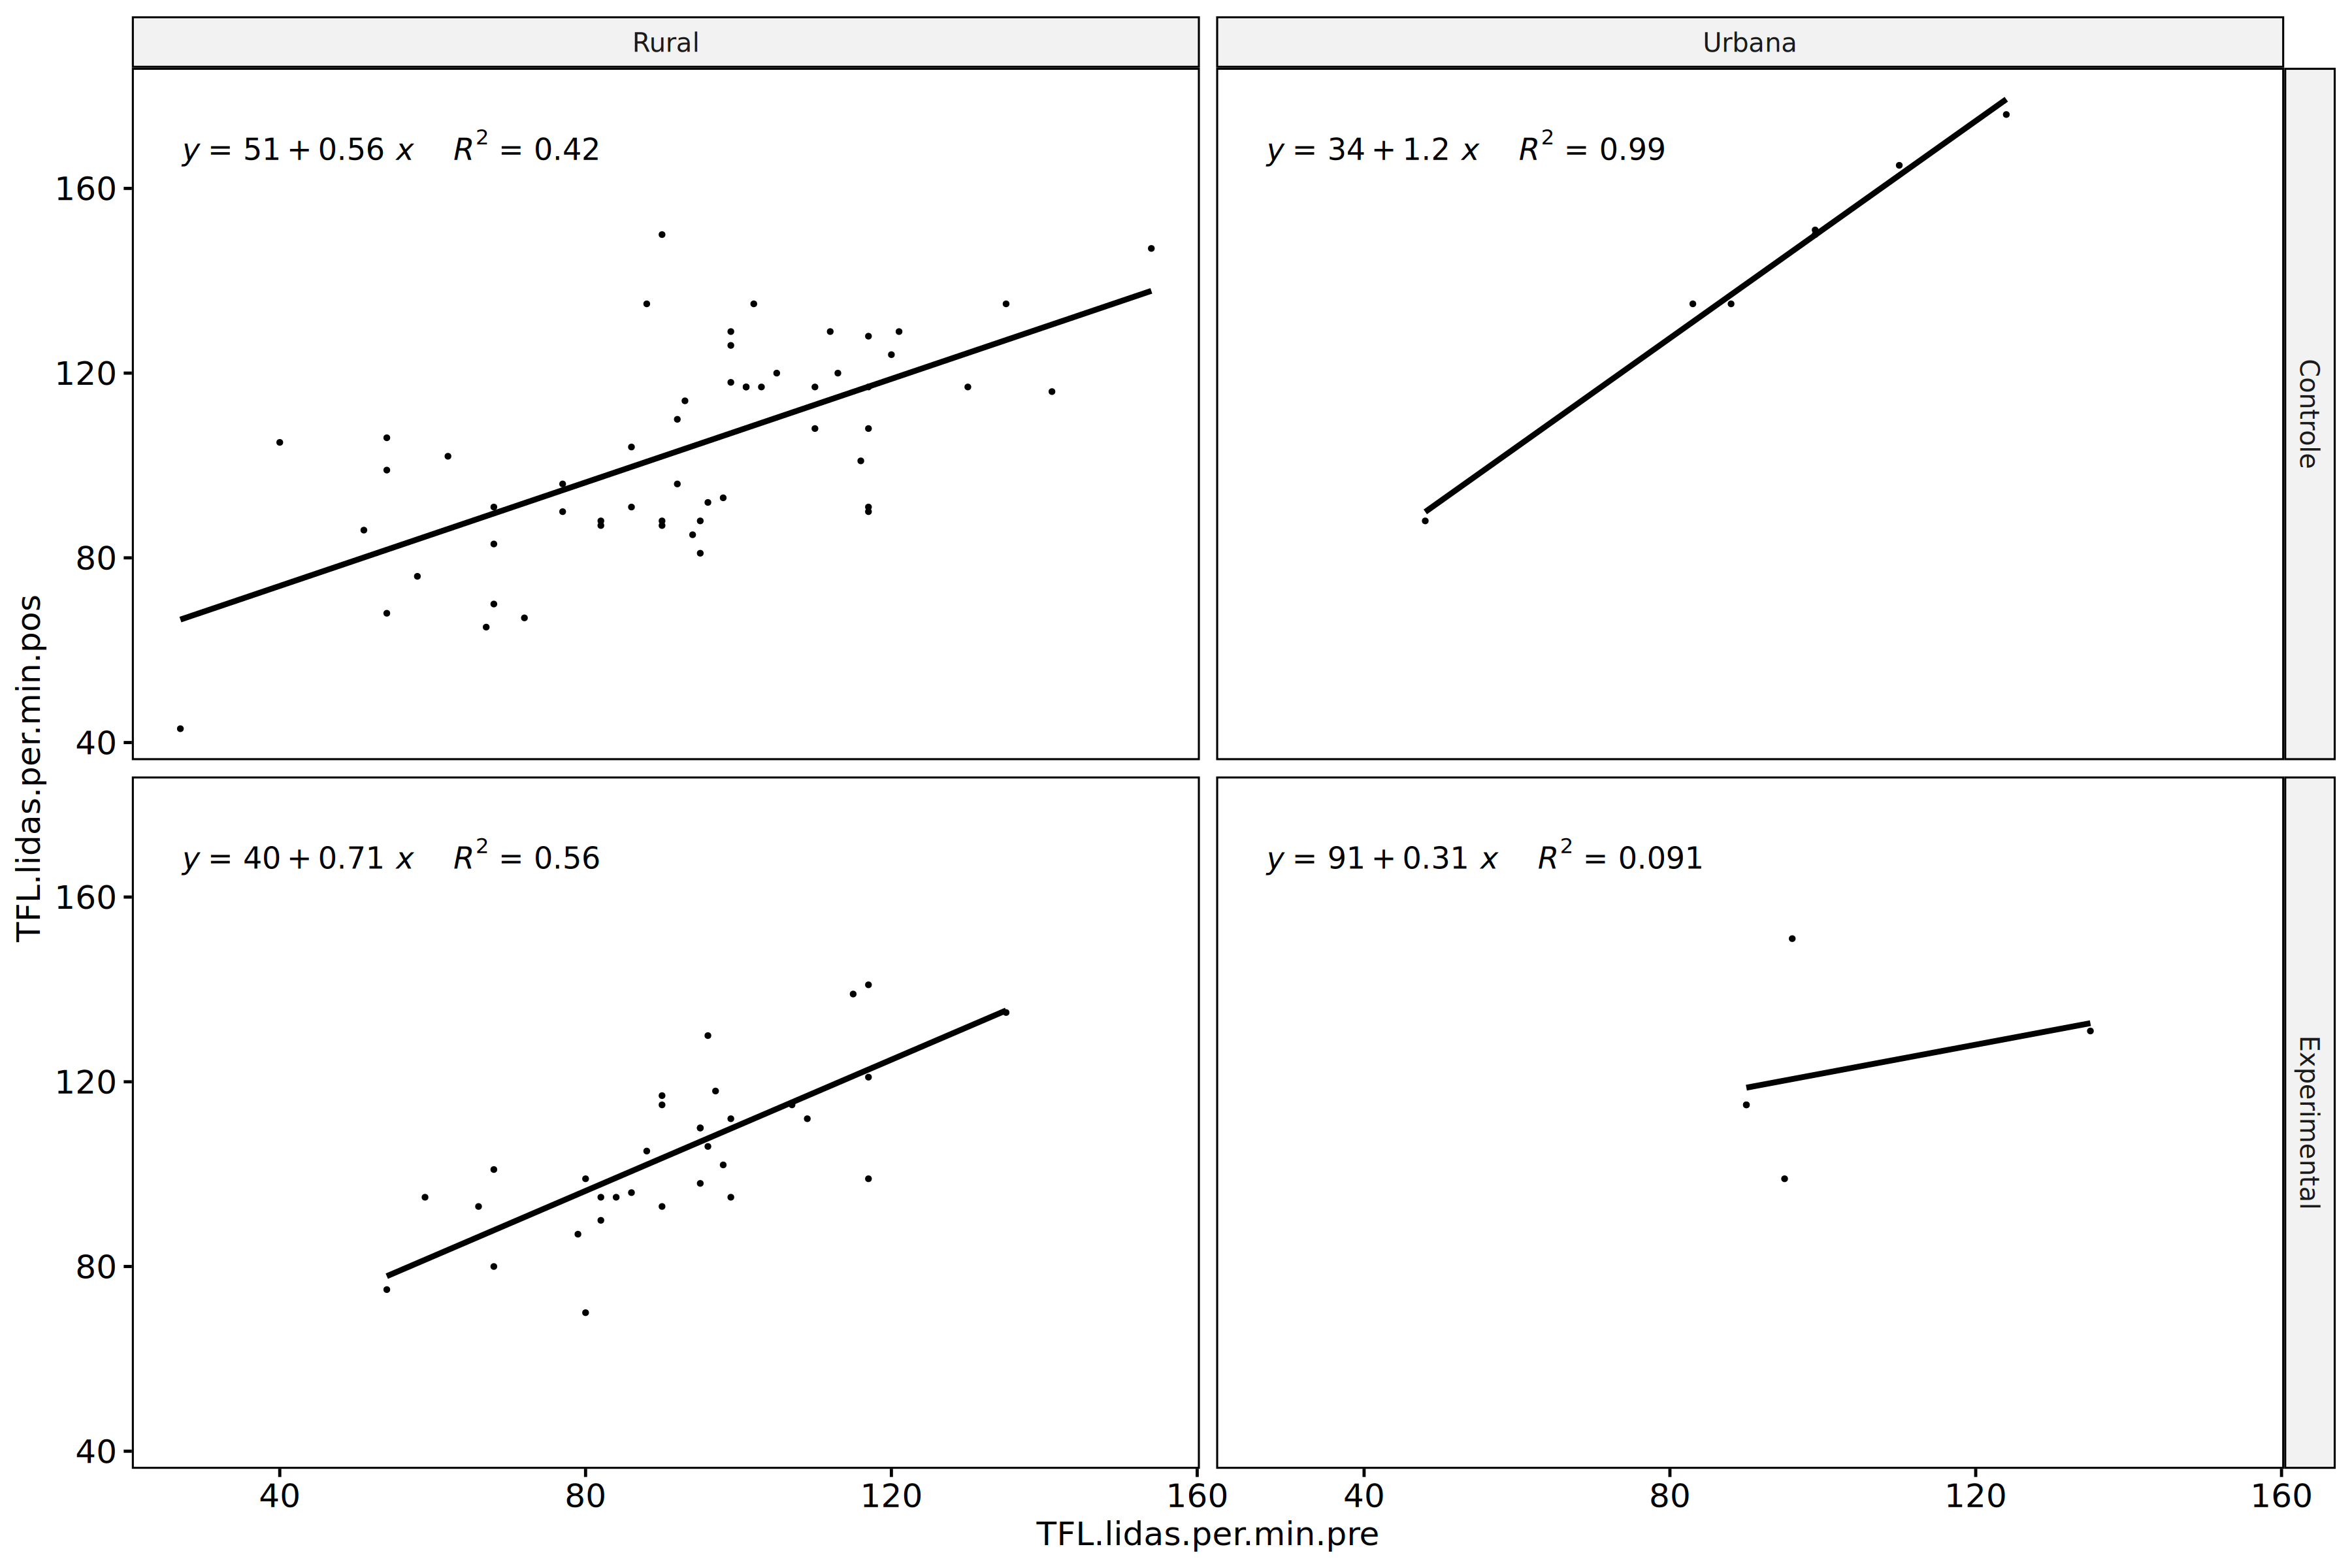 Rural
Urbana
y = 51 + 0.56 x R² = 0.42
y = 34 + 1.2 x R² = 0.99
160
120
80
40
Controle
y = 40 + 0.71 x R² = 0.56
y = 91 + 0.31 x R² = 0.091
160
120
80
40
Experimental
TFL.lidas.per.min.pos
40 80 120 160 40 80 120 160
TFL.lidas.per.min.pre